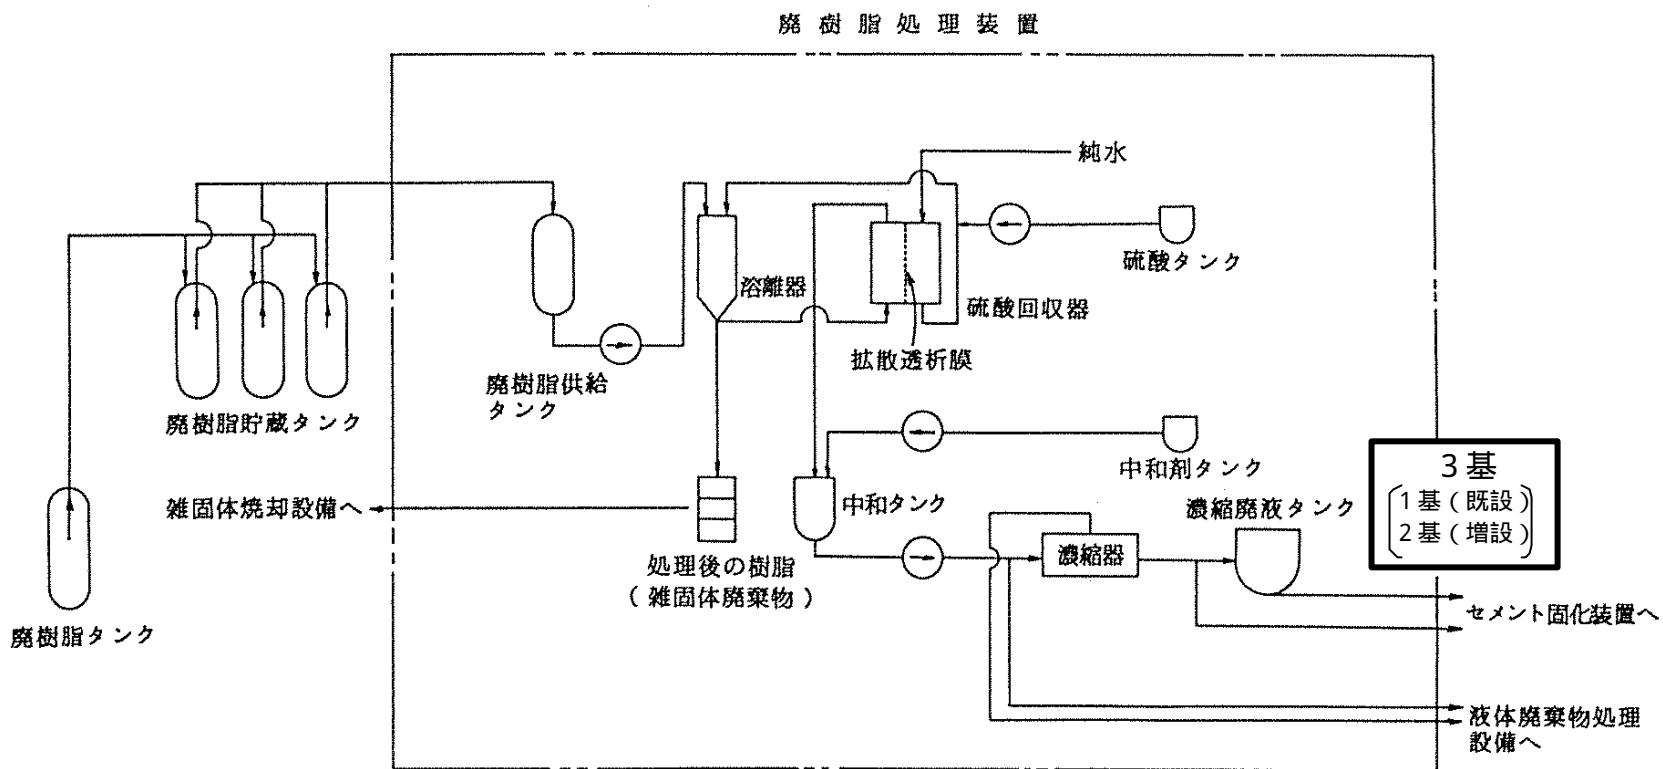 廃樹脂処理装置
純水
硫酸タンク
溶離器
硫酸回収器
拡散透析膜
廃樹脂供給
タンク
廃樹脂貯蔵タンク
中和剤タンク
3基
1基(既設)
2基(増設)
雑固体焼却設備へ
中和タンク
濃縮廃液タンク
濃縮器
処理後の樹脂
(雑固体廃棄物)
廃樹脂タンク
セメント固化装置へ
液体廃棄物処理
設備へ